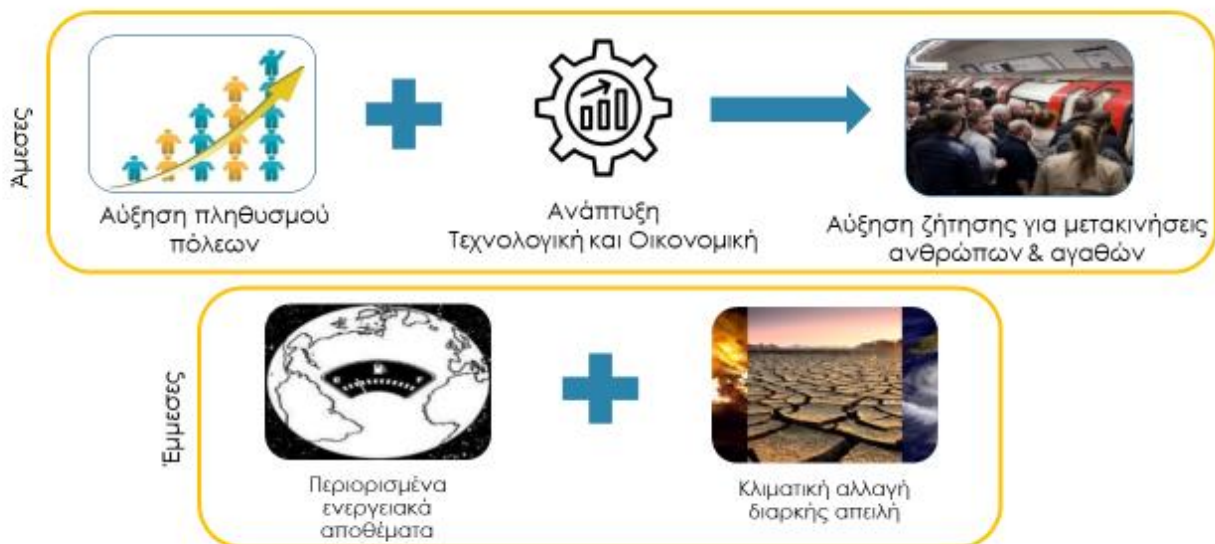 Άμεσες
Αύξηση πληθυσμού
πόλεων
Ανάπτυξη
Τεχνολογική και Οικονομική
Αύξηση ζήτησης για μετακινήσεις
ανθρώπων & αγαθών
Έμμεσες
Περιορισμένα
ενεργειακά
αποθέματα
Κλιματική αλλαγή
διαρκής απειλή